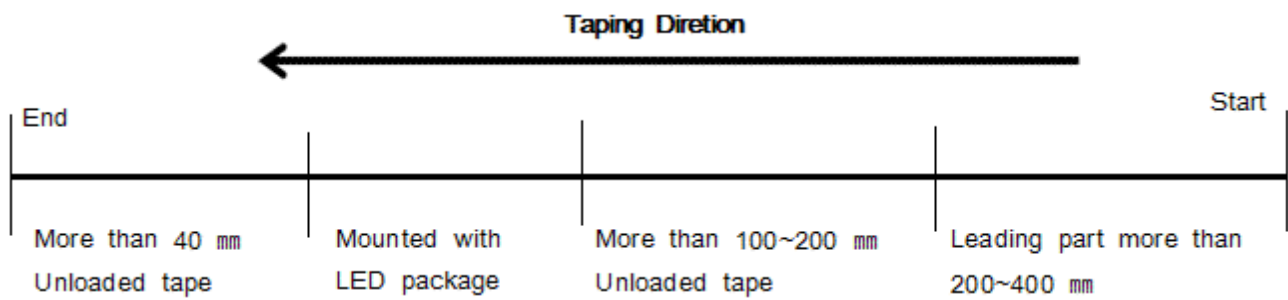 Taping Diretion
End
Start
More than 40 ㎜
Unloaded tape
Mounted with
LED package
More than 100~200 ㎜
Unloaded tape
Leading part more than
200~400 ㎜